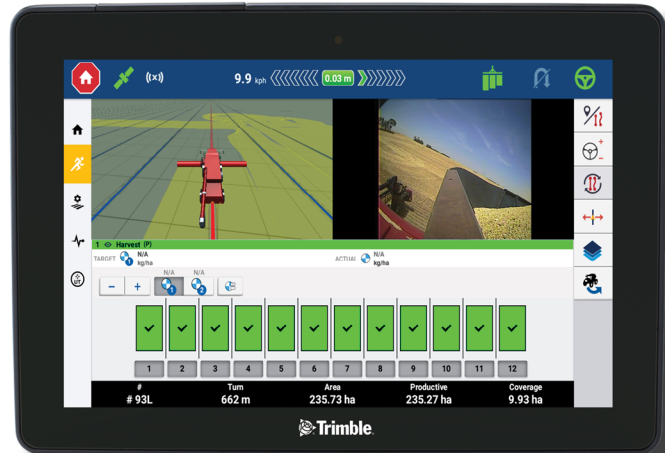 ((x)) 9.9 kph 0.03 m
1 Harvest (P)
TARGET 1 N/A kg/ha ACTUAL N/A kg/ha
N/A N/A
− + 1 2
1 2 3 4 5 6 7 8 9 10 11 12
# Turn Area Productive Coverage
# 93L 662 m 235.73 ha 235.27 ha 9.93 ha
UT
Trimble